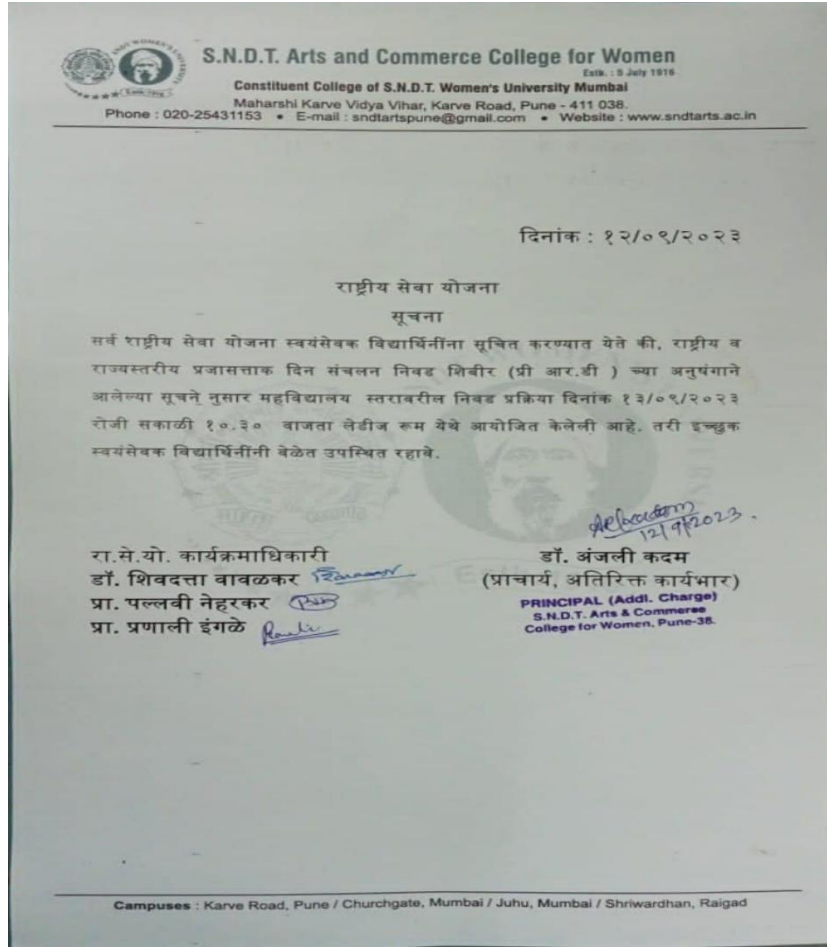 S.N.D.T. Arts and Commerce College for Women
Estb. : 5 July 1916
Constituent College of S.N.D.T. Women's University Mumbai
Maharshi Karve Vidya Vihar, Karve Road, Pune - 411 038.
Phone : 020-25431153 • E-mail : sndtartspune@gmail.com • Website : www.sndtarts.ac.in
दिनांक : १२/०९/२०२३
राष्ट्रीय सेवा योजना
सूचना
सर्व राष्ट्रीय सेवा योजना स्वयंसेवक विद्यार्थिनींना सूचित करण्यात येते की, राष्ट्रीय व
राज्यस्तरीय प्रजासत्ताक दिन संचलन निवड शिबीर (प्री आर.डी ) च्या अनुषंगाने
आलेल्या सूचने नुसार महविद्यालय स्तरावरील निवड प्रक्रिया दिनांक १३/०९/२०२३
रोजी सकाळी १०.३० वाजता लेडीज रूम येथे आयोजित केलेली आहे. तरी इच्छुक
स्वयंसेवक विद्यार्थिनींनी वेळेत उपस्थित रहावे.
12/9/2023.
रा.से.यो. कार्यक्रमाधिकारी
डॉ. शिवदत्ता वावळकर
प्रा. पल्लवी नेहरकर
प्रा. प्रणाली इंगळे
डॉ. अंजली कदम
(प्राचार्य, अतिरिक्त कार्यभार)
PRINCIPAL (Addl. Charge)
S.N.D.T. Arts & Commerce
College for Women, Pune-38.
Campuses : Karve Road, Pune / Churchgate, Mumbai / Juhu, Mumbai / Shriwardhan, Raigad